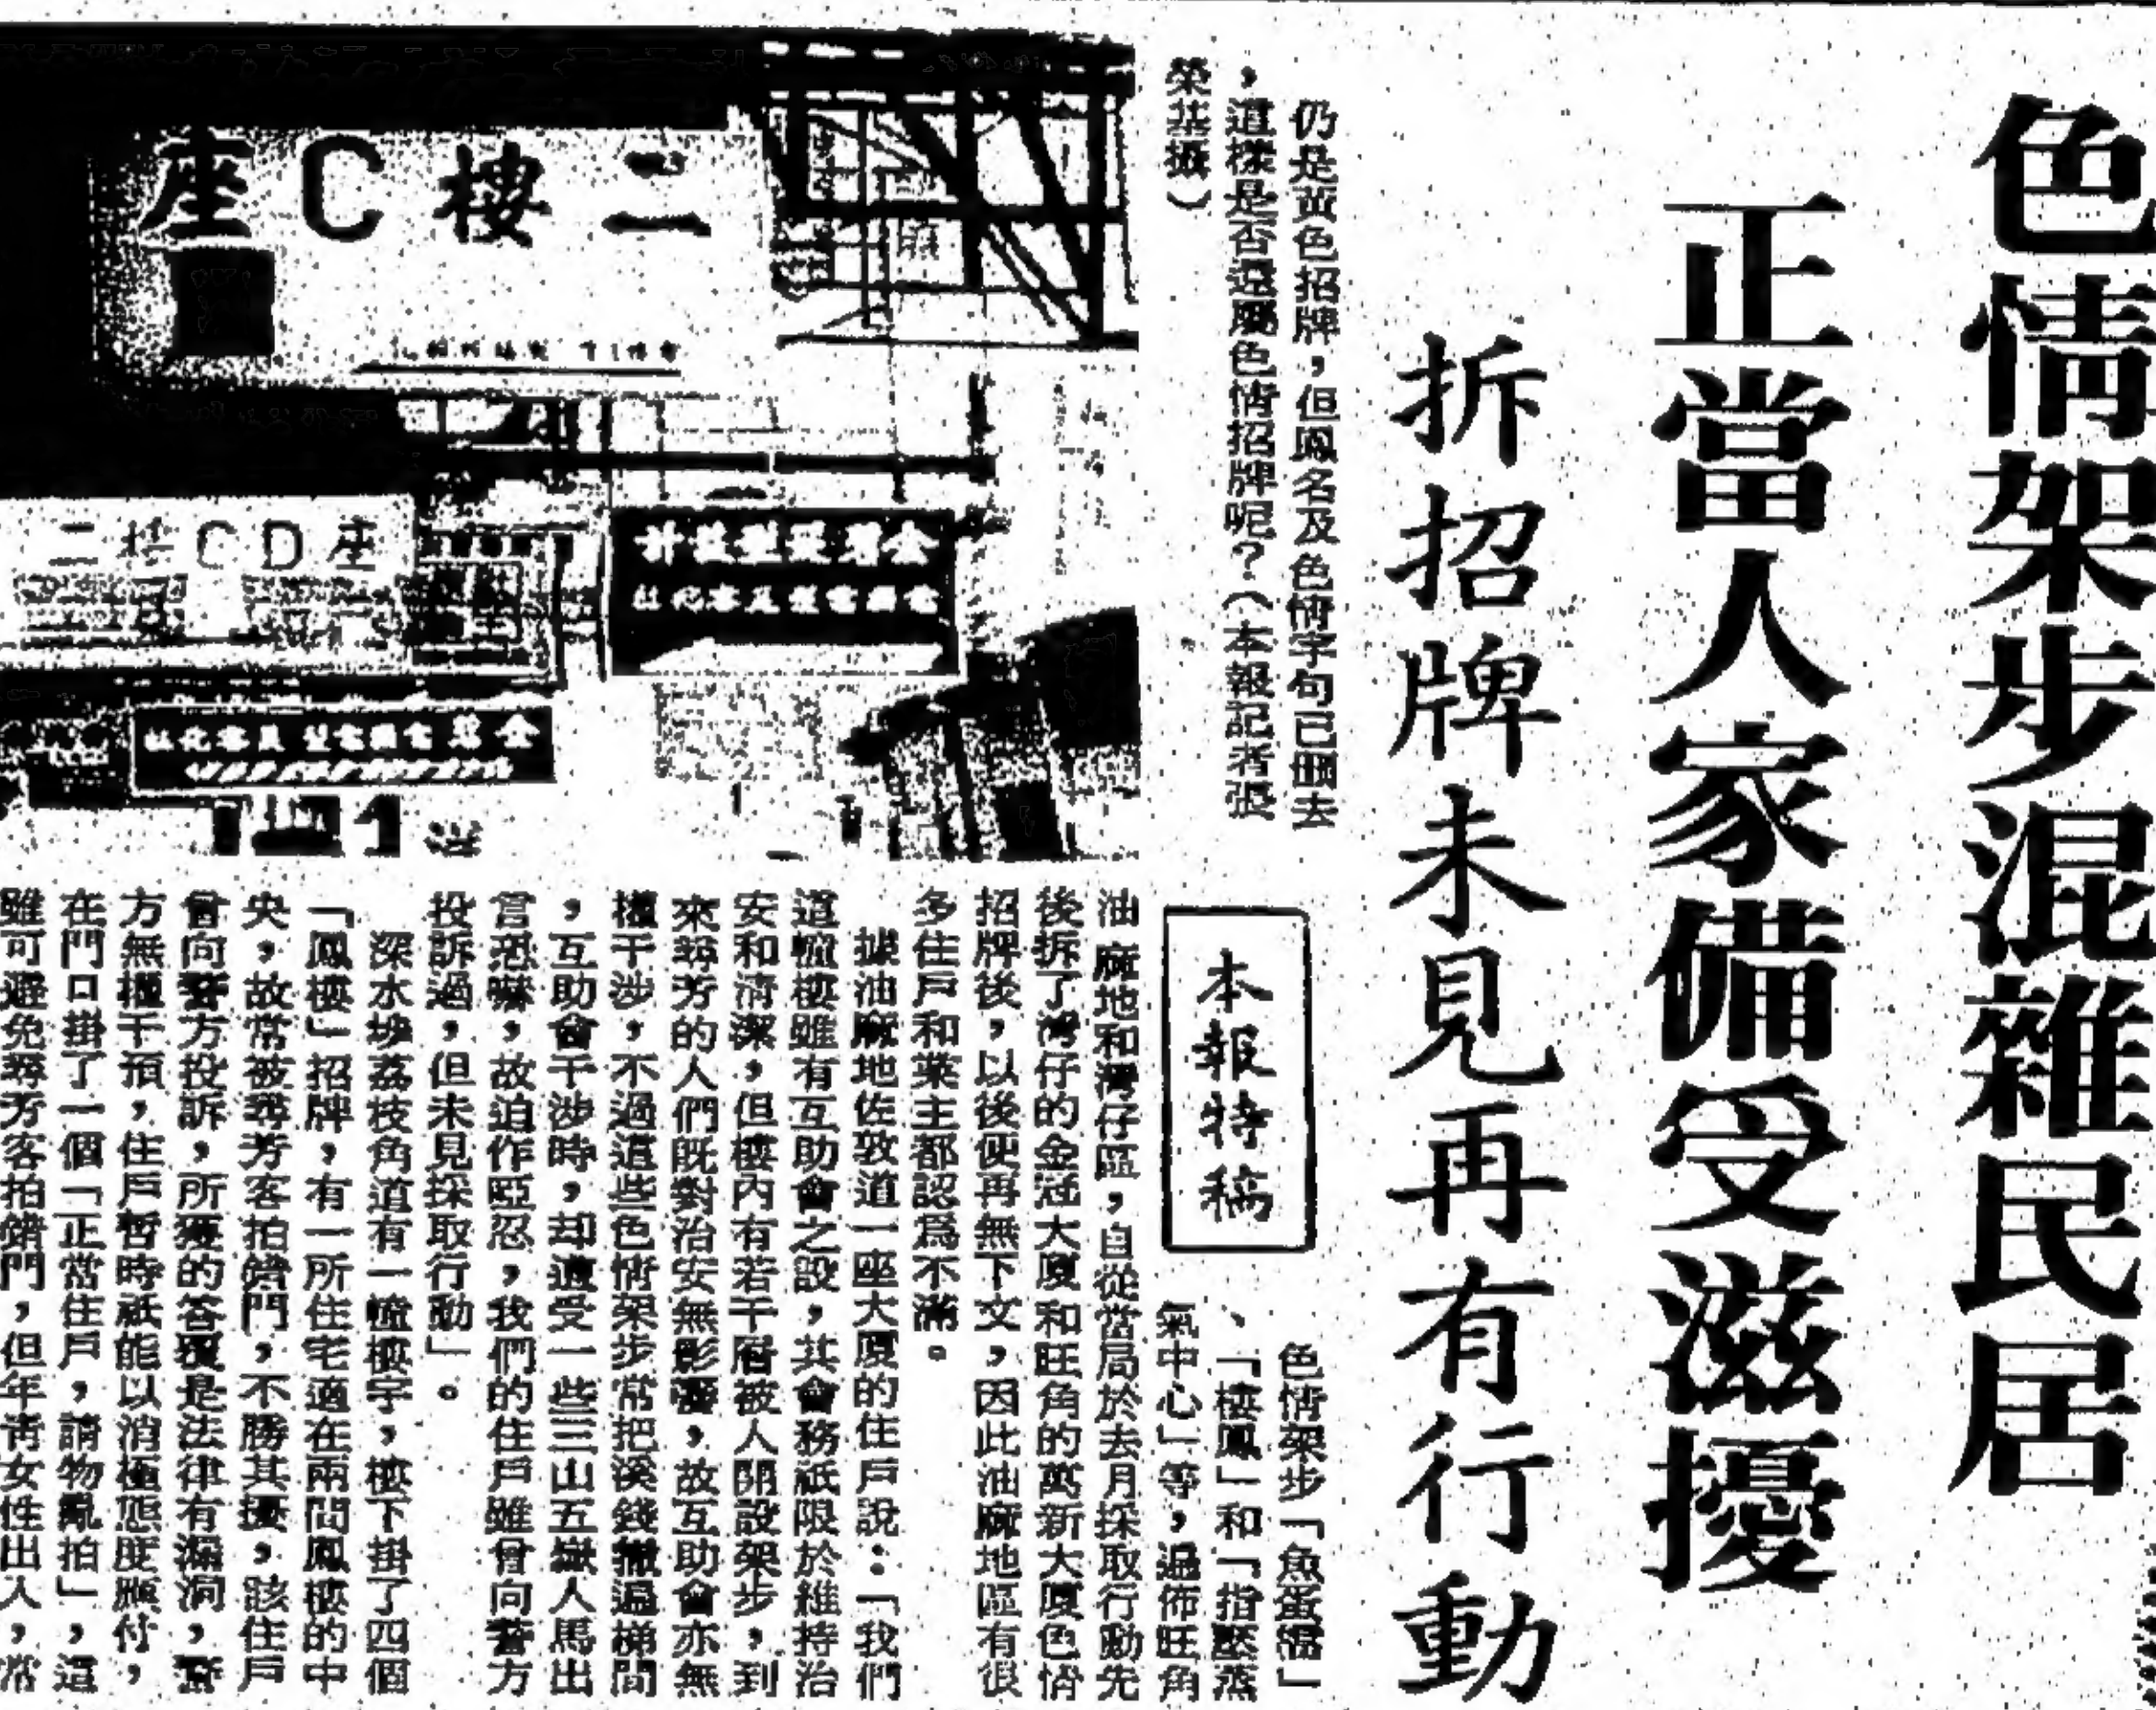 色情架步混雜民居
正當人家備受滋擾
拆招牌未見再有行動
仍是黃色招牌，但鳳名及色情字句已刪去
，這樣是否還屬色情招牌呢？（本報記者張
榮基攝）
二樓C座
二樓CD座
本報特稿
色情架步「魚蛋檔」
、「樓鳳」和「指壓蒸
氣中心」等，遍佈旺角
油麻地和灣仔區，自從當局於去月採取行動先
後拆了灣仔的金冠大廈和旺角的萬新大廈色情
招牌後，以後便再無下文，因此油麻地區有很
多住戶和業主都認爲不滿。
據油麻地佐敦道一座大廈的住戶說：「我們
這幢樓雖有互助會之設，其會務祇限於維持治
安和清潔，但樓內有若干層被人開設架步，到
來尋芳的人們既對治安無影響，故互助會亦無
權干涉，不過這些色情架步常把溪錢撒遍梯間
，互助會干涉時，却遭受一些三山五嶽人馬出
言恐嚇，故迫作啞忍，我們的住戶雖曾向警方
投訴過，但未見採取行動」。
深水埗荔枝角道有一幢樓宇，樓下掛了四個
「鳳樓」招牌，有一所住宅適在兩間鳳樓的中
央，故常被尋芳客拍錯門，不勝其擾，該住戶
曾向警方投訴，所獲的答覆是法律有漏洞，警
方無權干預，住戶暫時祇能以消極態度應付，
在門口掛了一個「正當住戶，請勿亂拍」，這
雖可避免尋芳客拍錯門，但年靑女性出入，常